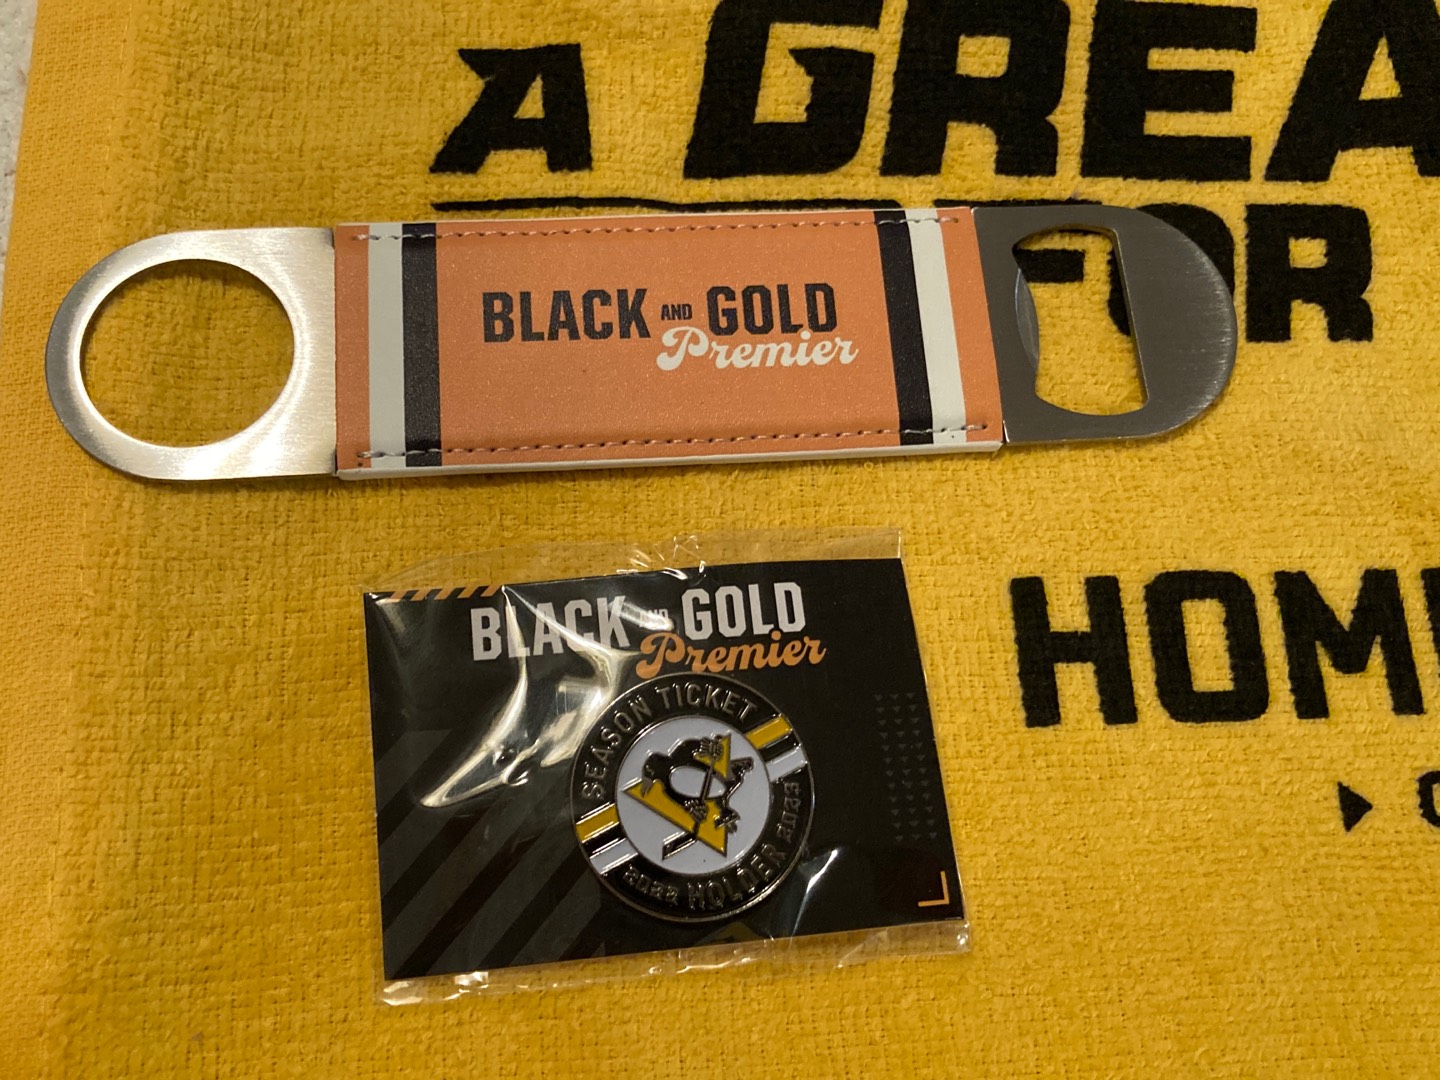 A GREA
FOR
BLACK AND GOLD
Premier
HOM
BLACK AND GOLD
Premier
SEASON TICKET
2022 HOLDER 2023